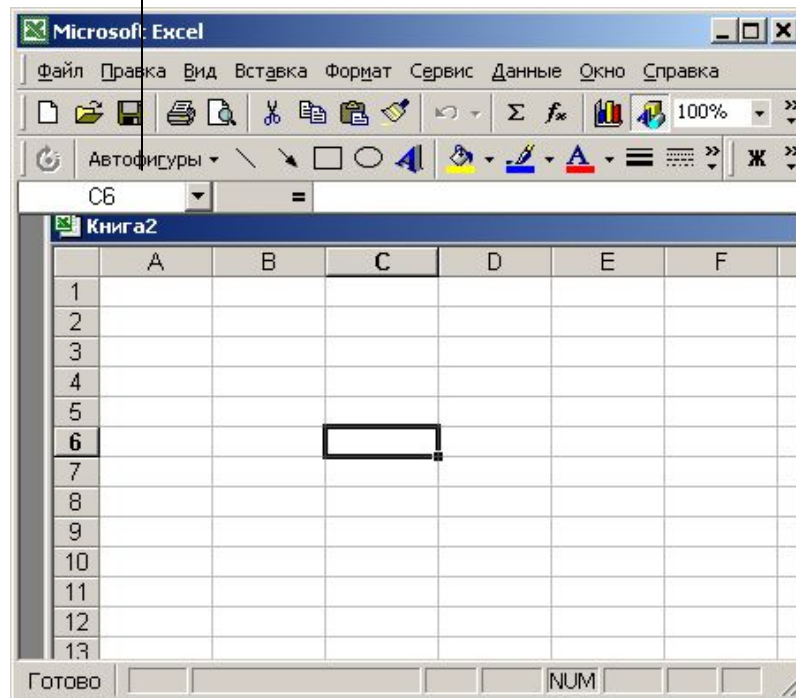 Microsoft Excel
Файл Правка Вид Вставка Формат Сервис Данные Окно Справка
Σ fx 100% »
Автофигуры A A » Ж »
C6 =
Книга2
A B C D E F
1
2
3
4
5
6
7
8
9
10
11
12
13
Готово NUM